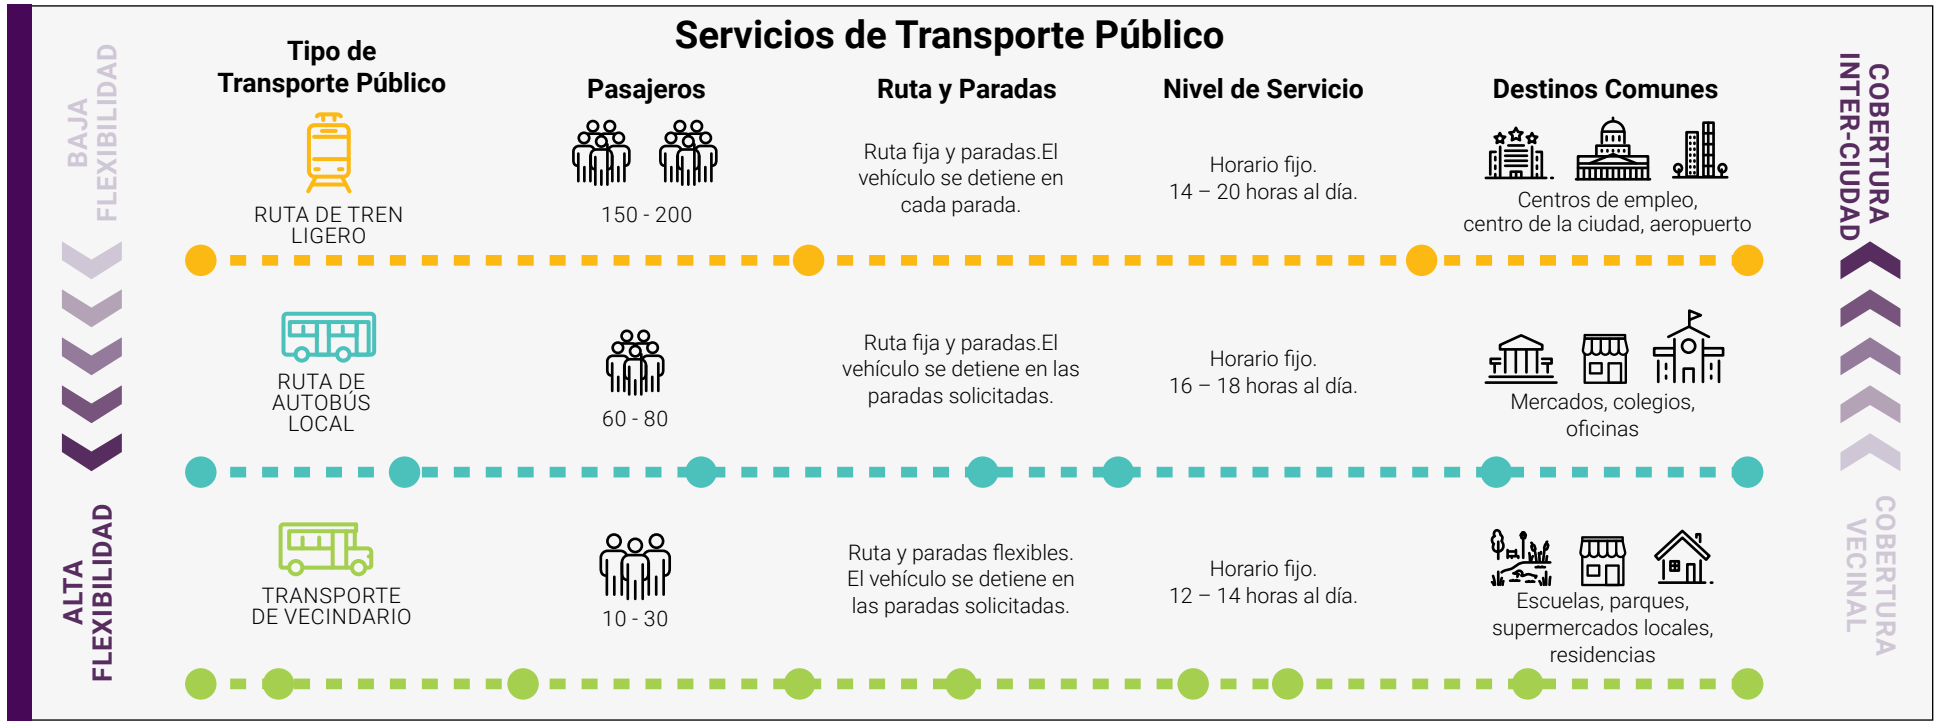 Servicios de Transporte Público
Tipo de
Transporte Público
Pasajeros
Ruta y Paradas
Nivel de Servicio
Destinos Comunes
BAJA
FLEXIBILIDAD
ALTA
FLEXIBILIDAD
RUTA DE TREN
LIGERO
150 - 200
Ruta fija y paradas.El
vehículo se detiene en
cada parada.
Horario fijo.
14 – 20 horas al día.
Centros de empleo,
centro de la ciudad, aeropuerto
RUTA DE
AUTOBÚS
LOCAL
60 - 80
Ruta fija y paradas.El
vehículo se detiene en las
paradas solicitadas.
Horario fijo.
16 – 18 horas al día.
Mercados, colegios,
oficinas
TRANSPORTE
DE VECINDARIO
10 - 30
Ruta y paradas flexibles.
El vehículo se detiene en
las paradas solicitadas.
Horario fijo.
12 – 14 horas al día.
Escuelas, parques,
supermercados locales,
residencias
COBERTURA
INTER-CIUDAD
COBERTURA
VECINAL